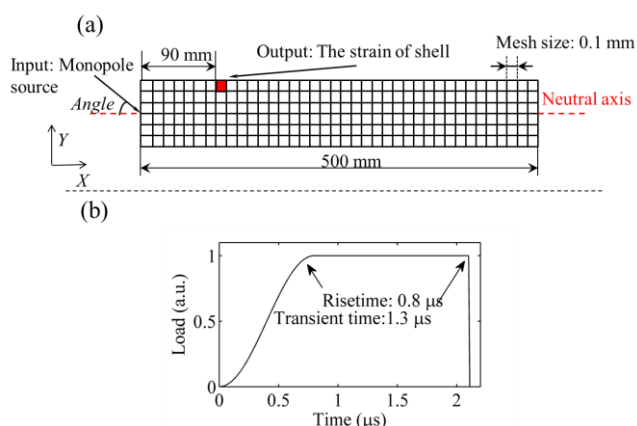 (a)
90 mm
Output: The strain of shell
Mesh size: 0.1 mm
Input: Monopole
source
Angle
Neutral axis
Y
X
500 mm
(b)
Load (a.u.)
1
0.5
0
Risetime: 0.8 μs
Transient time:1.3 μs
0
0.5
1
1.5
2
Time (μs)